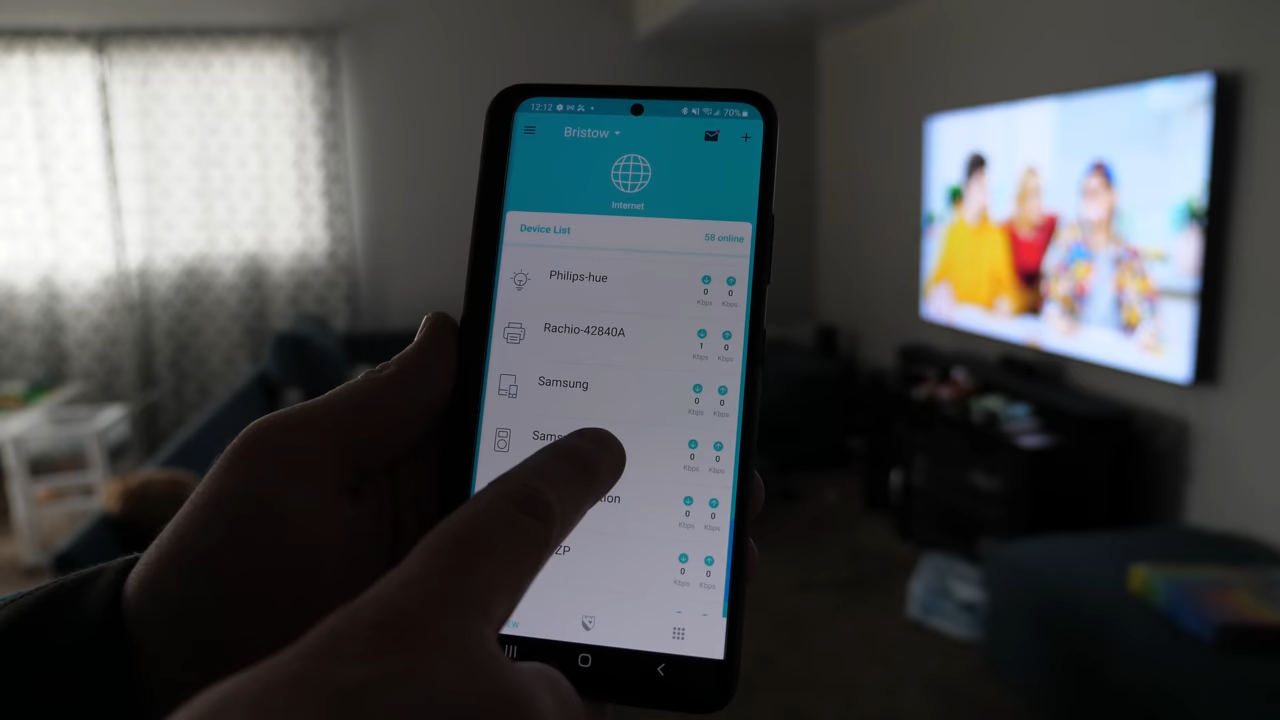 12:12
70%
Bristow
Internet
Device List
58 online
Philips-hue
0 0
Kbps Kbps
Rachio-42840A
1 0
Kbps Kbps
Samsung
0 0
Kbps Kbps
Sams
0 0
Kbps Kbps
tion
0 0
Kbps Kbps
ZP
0 0
Kbps Kbps